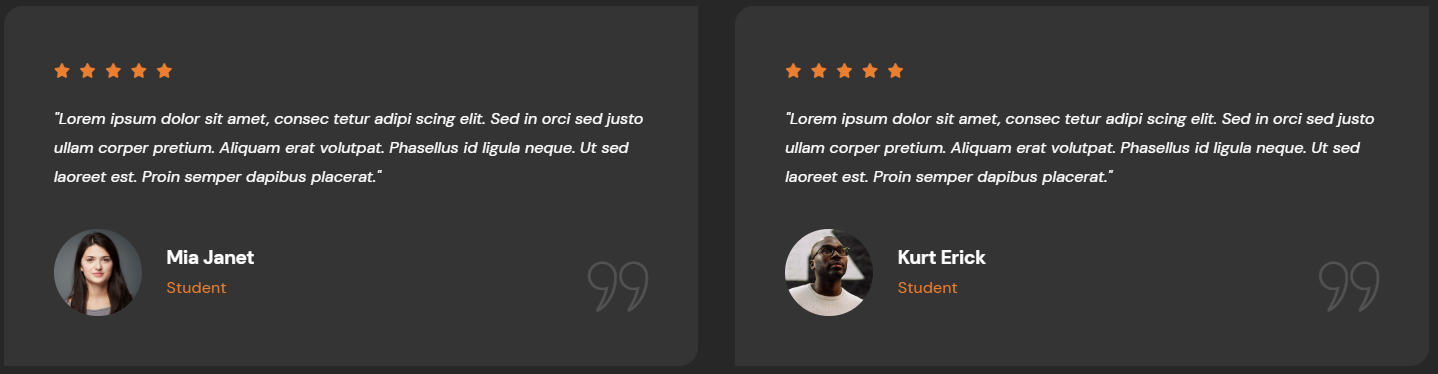 "Lorem ipsum dolor sit amet, consec tetur adipi scing elit. Sed in orci sed justo
ullam corper pretium. Aliquam erat volutpat. Phasellus id ligula neque. Ut sed
laoreet est. Proin semper dapibus placerat."
Mia Janet
Student
"Lorem ipsum dolor sit amet, consec tetur adipi scing elit. Sed in orci sed justo
ullam corper pretium. Aliquam erat volutpat. Phasellus id ligula neque. Ut sed
laoreet est. Proin semper dapibus placerat."
Kurt Erick
Student